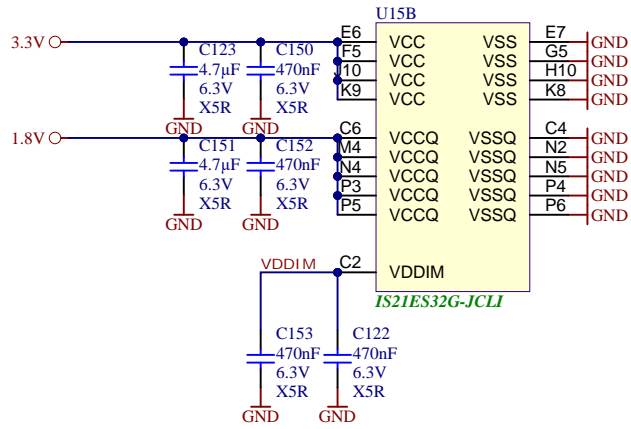 U15B
3.3V
C123
4.7µF
6.3V
X5R
GND
C150
470nF
6.3V
X5R
GND
E6 VCC VSS E7 GND
F5 VCC VSS G5 GND
J10 VCC VSS H10 GND
K9 VCC VSS K8 GND
1.8V
C151
4.7µF
6.3V
X5R
GND
C152
470nF
6.3V
X5R
GND
C6 VCCQ VSSQ C4 GND
M4 VCCQ VSSQ N2 GND
N4 VCCQ VSSQ N5 GND
P3 VCCQ VSSQ P4 GND
P5 VCCQ VSSQ P6 GND
VDDIM C2 VDDIM
IS21ES32G-JCLI
C153
470nF
6.3V
X5R
GND
C122
470nF
6.3V
X5R
GND